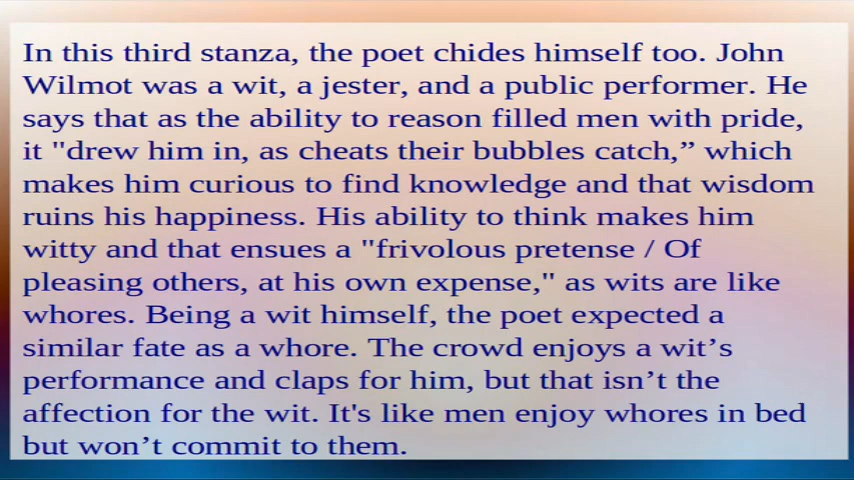 In this third stanza, the poet chides himself too. John
Wilmot was a wit, a jester, and a public performer. He
says that as the ability to reason filled men with pride,
it "drew him in, as cheats their bubbles catch,” which
makes him curious to find knowledge and that wisdom
ruins his happiness. His ability to think makes him
witty and that ensues a "frivolous pretense / Of
pleasing others, at his own expense," as wits are like
whores. Being a wit himself, the poet expected a
similar fate as a whore. The crowd enjoys a wit’s
performance and claps for him, but that isn’t the
affection for the wit. It's like men enjoy whores in bed
but won’t commit to them.